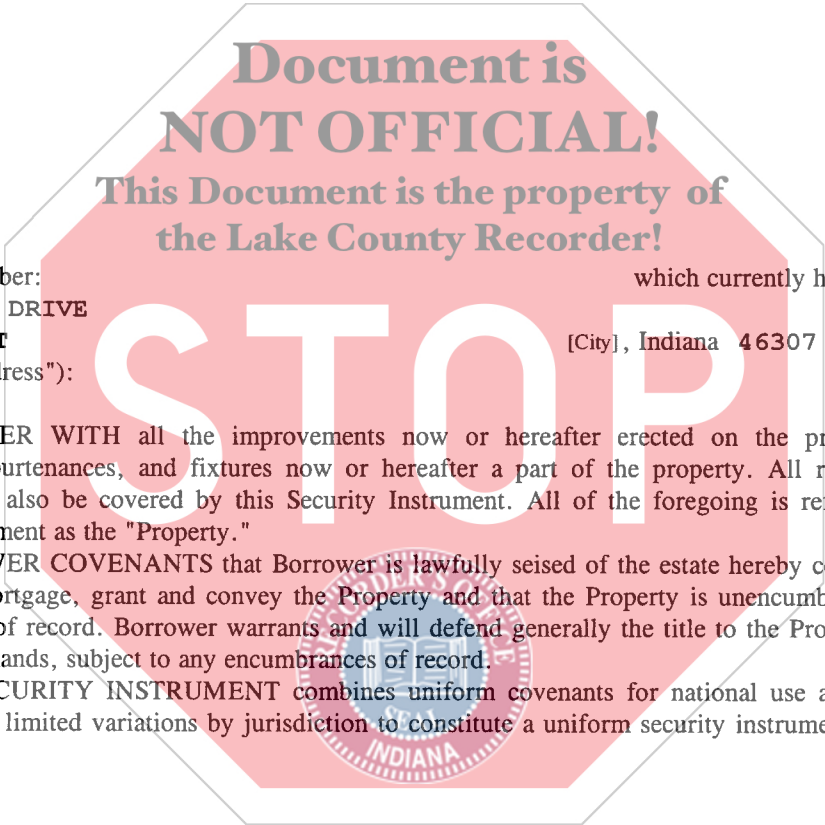 Document is
NOT OFFICIAL!
This Document is the property of
the Lake County Recorder!
ber: which currently h
DRIVE
[City], Indiana 46307
ress"):
STOP
ER WITH all the improvements now or hereafter erected on the pr
urtenances, and fixtures now or hereafter a part of the property. All r
also be covered by this Security Instrument. All of the foregoing is re
ment as the "Property."
ER COVENANTS that Borrower is lawfully seised of the estate hereby c
ortgage, grant and convey the Property and that the Property is unencumb
of record. Borrower warrants and will defend generally the title to the Pro
ands, subject to any encumbrances of record.
CURITY INSTRUMENT combines uniform covenants for national use a
limited variations by jurisdiction to constitute a uniform security instrume
RECORDER'S OFFICE
SEAL
INDIANA